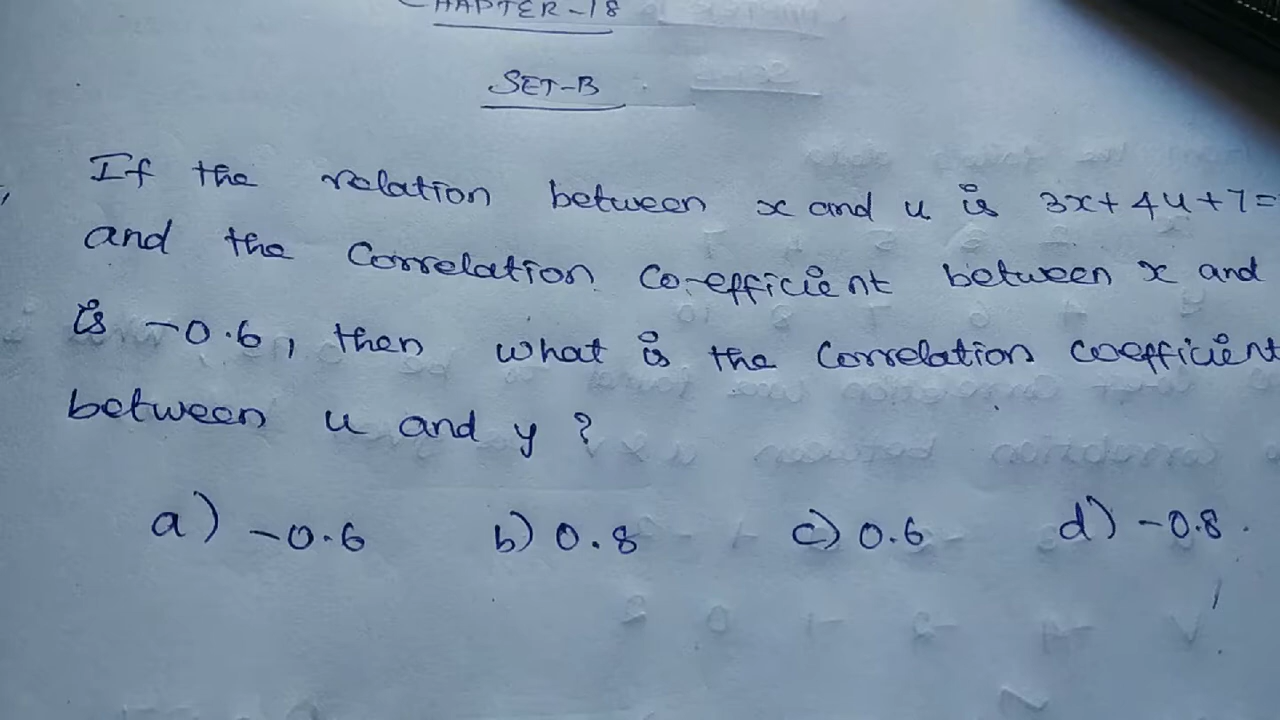 CHAPTER-18
SET-B
If the relation between x and u is 3x+4u+7=
and the Correlation Co-efficient between x and
is -0.6, then what is the Correlation coefficient
between u and y ?
a) -0.6 b) 0.8 c) 0.6 d) -0.8.